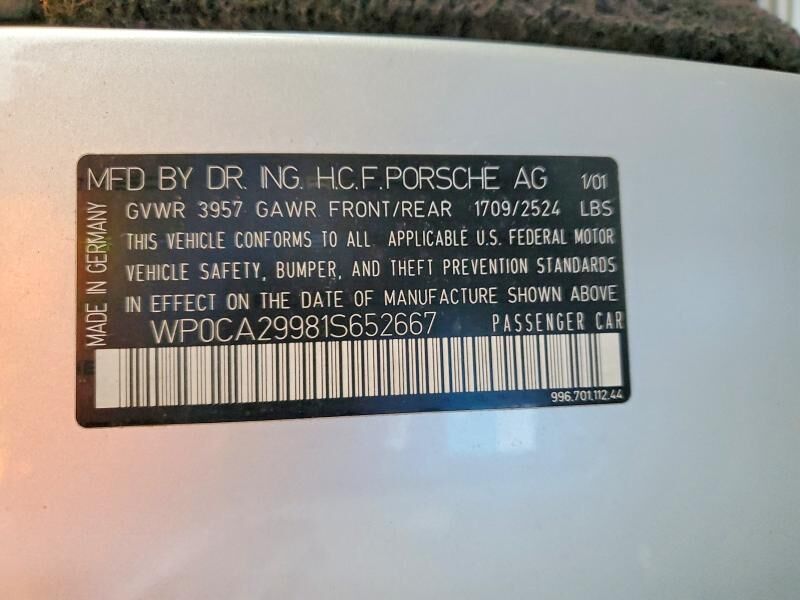 MFD BY DR. ING. H.C.F. PORSCHE AG 1/01
GVWR 3957 GAWR FRONT/REAR 1709/2524 LBS
THIS VEHICLE CONFORMS TO ALL APPLICABLE U.S. FEDERAL MOTOR
VEHICLE SAFETY, BUMPER, AND THEFT PREVENTION STANDARDS
IN EFFECT ON THE DATE OF MANUFACTURE SHOWN ABOVE
WP0CA29981S652667 PASSENGER CAR
996.701.112.44
MADE IN GERMANY